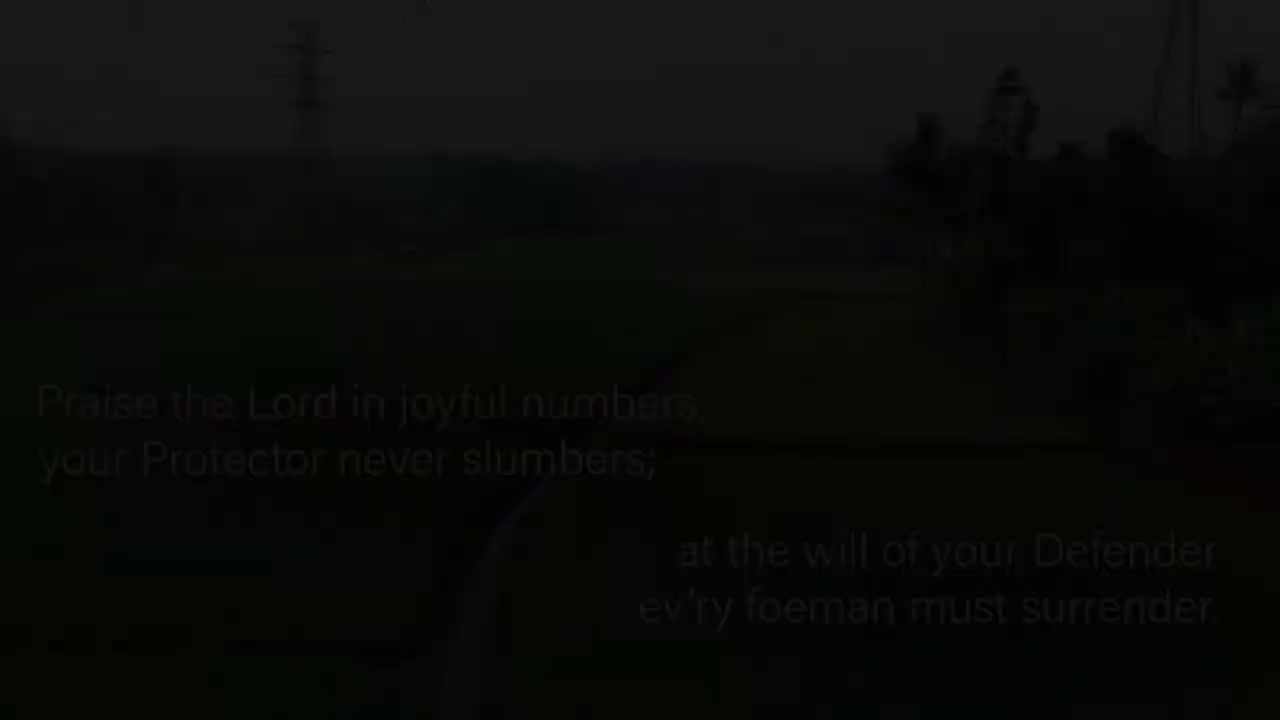 Praise the Lord in joyful numbers,
your Protector never slumbers;
at the will of your Defender
ev'ry foeman must surrender.